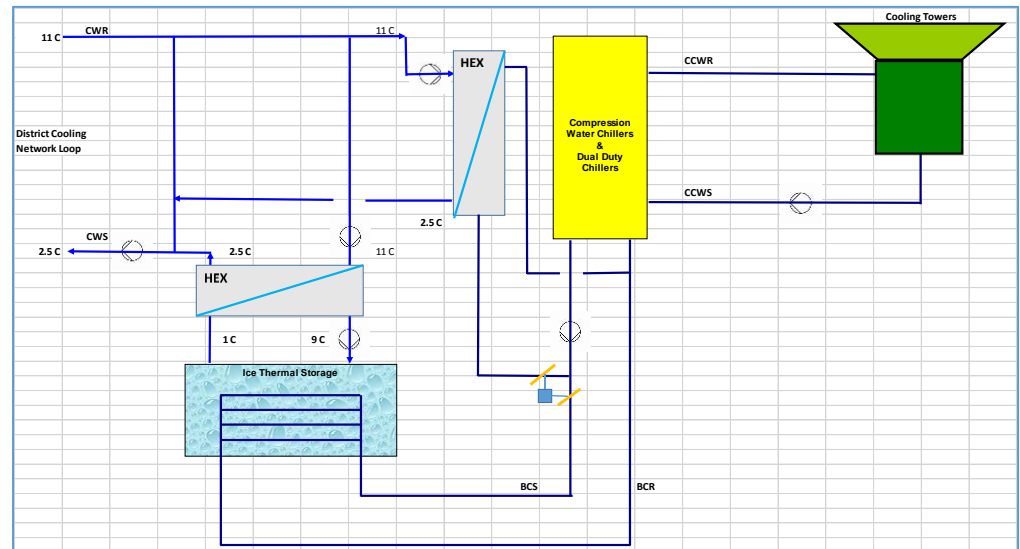 Cooling Towers
11 C
CWR
11 C
HEX
CCWR
Compression
Water Chillers
&
Dual Duty
Chillers
District Cooling
Network Loop
CCWS
2.5 C
CWS
2.5 C
2.5 C
11 C
HEX
1 C
9 C
Ice Thermal Storage
BCS
BCR